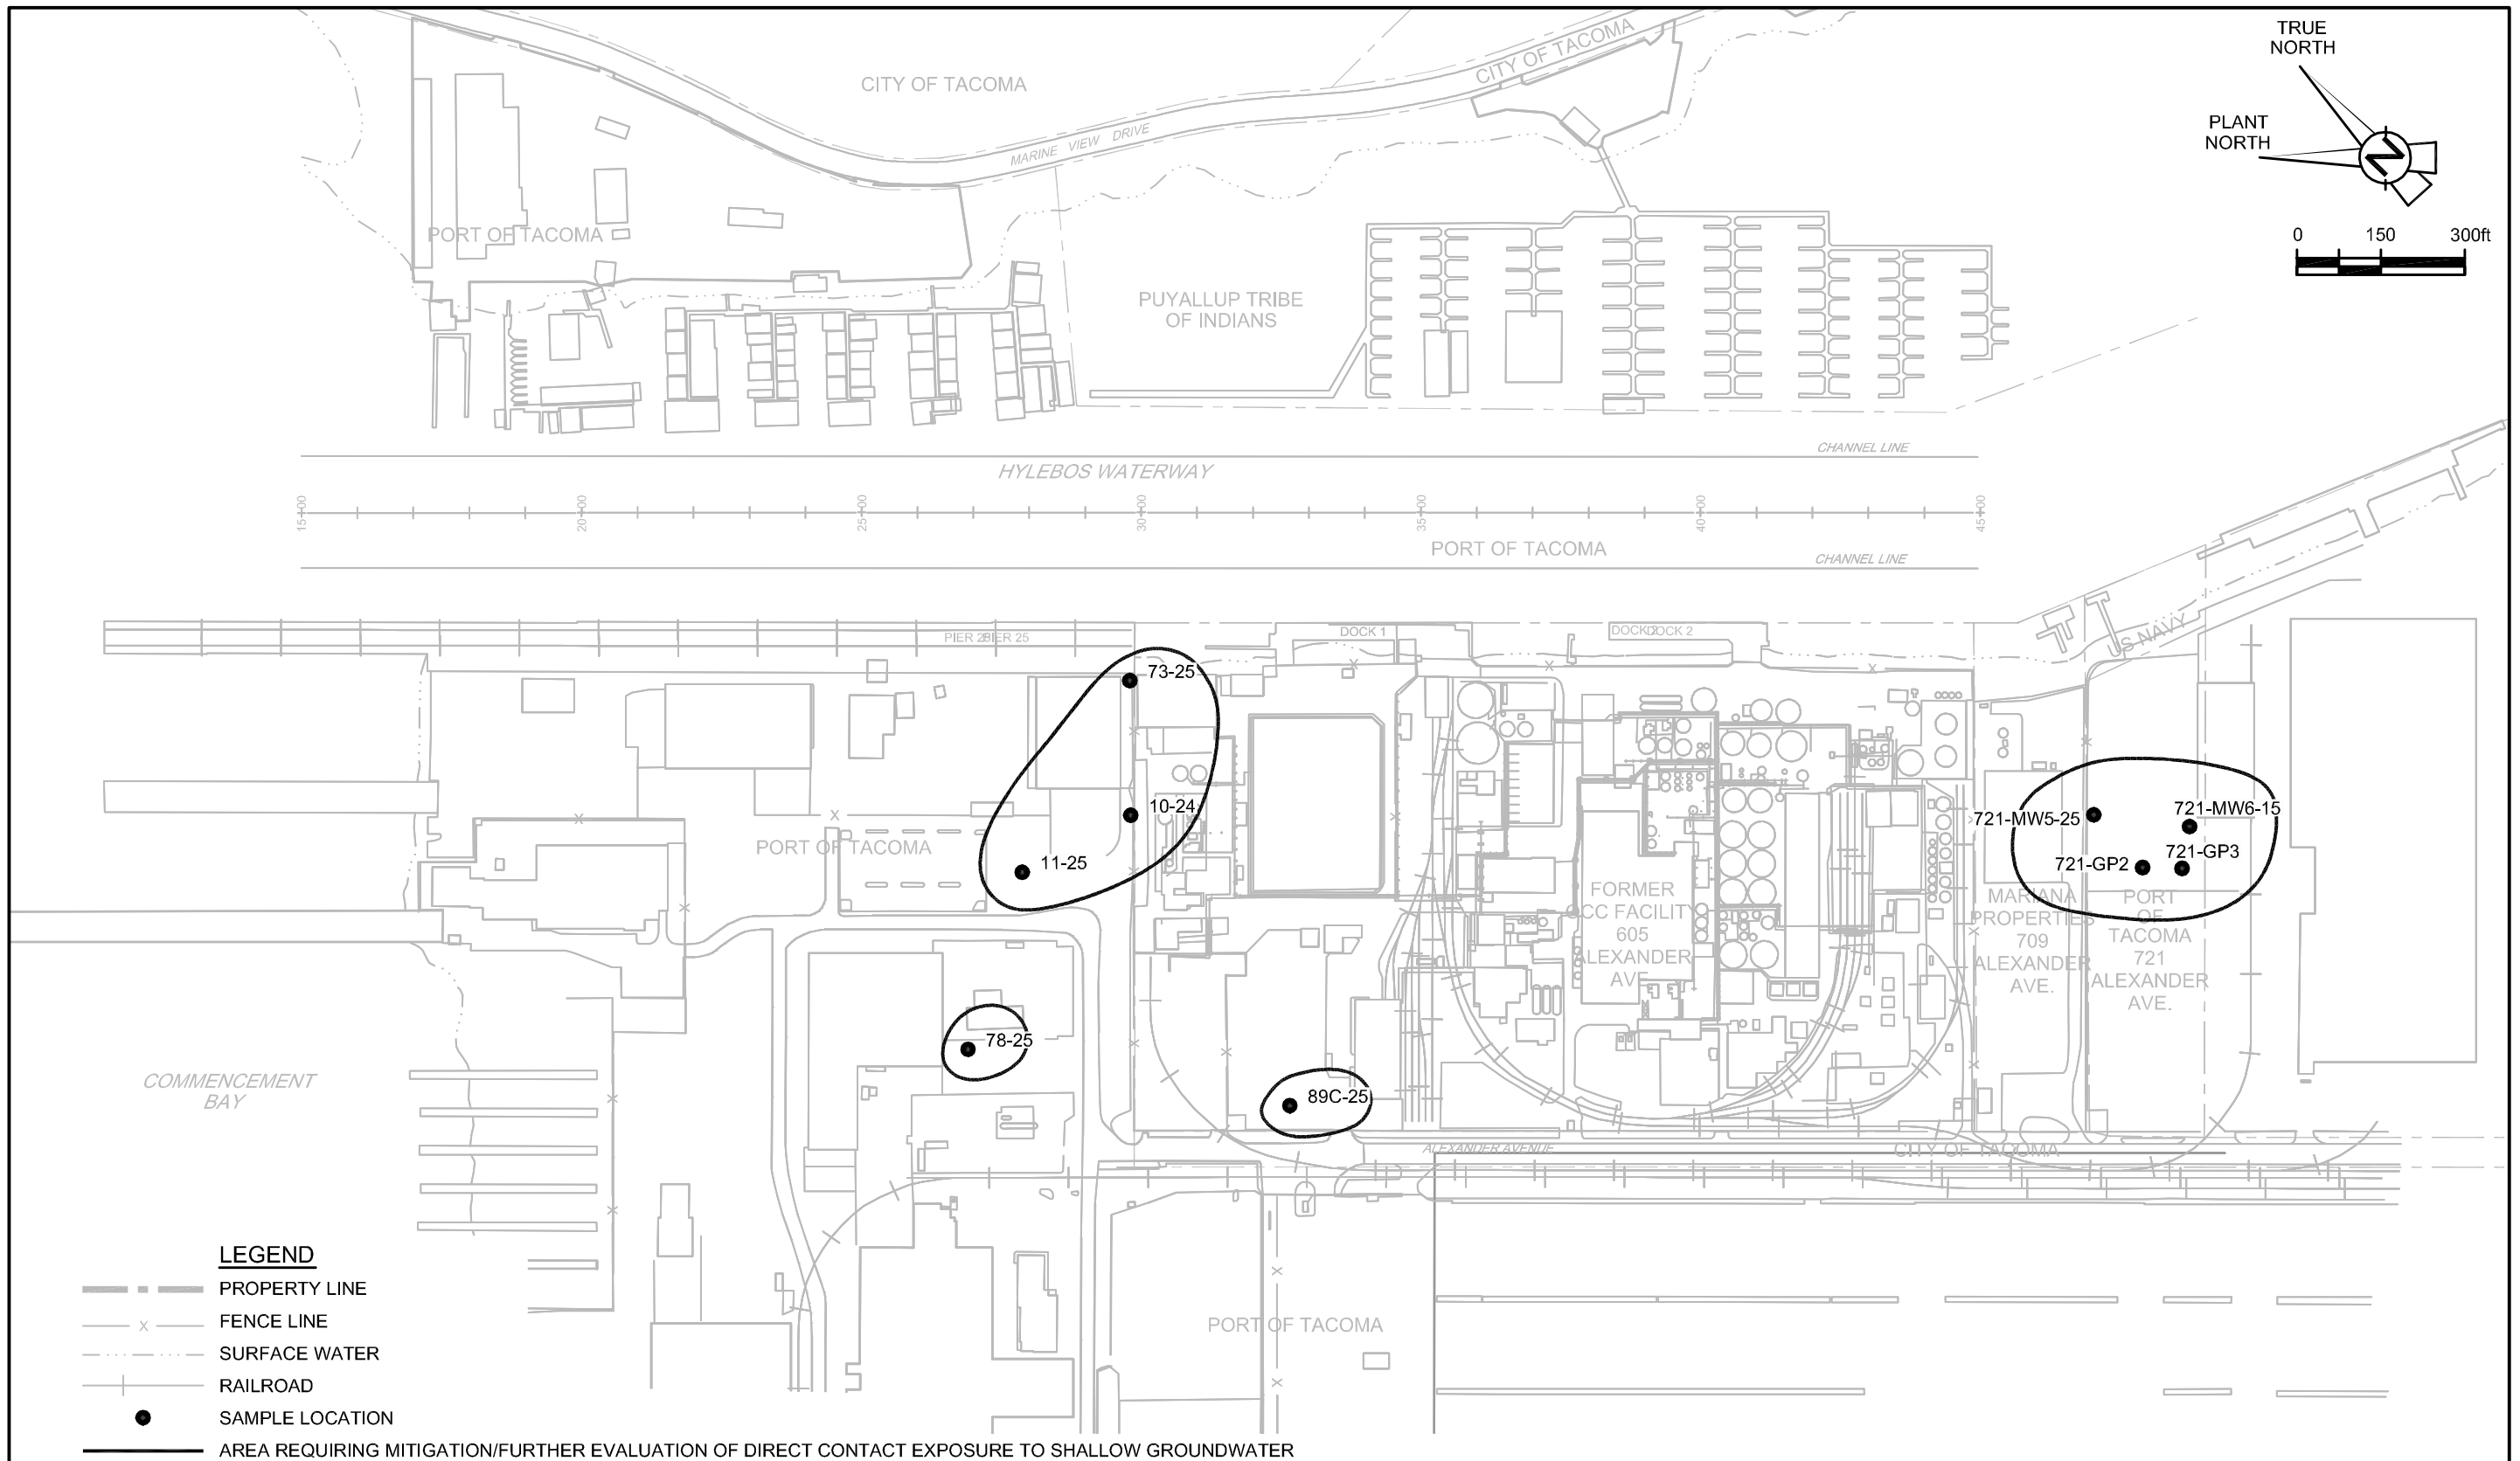 TRUE
NORTH
PLANT
NORTH
N
0 150 300ft
CITY OF TACOMA
CITY OF TACOMA
MARINE VIEW DRIVE
PORT OF TACOMA
PUYALLUP TRIBE
OF INDIANS
CHANNEL LINE
HYLEBOS WATERWAY
15+00 20+00 25+00 30+00 35+00 40+00 45+00
PORT OF TACOMA
CHANNEL LINE
PIER 25
DOCK 1
DOCK 2
US NAVY
73-25
10-24
11-25
PORT OF TACOMA
721-MW5-25
721-MW6-15
721-GP2
721-GP3
FORMER
OCC FACILITY
605
ALEXANDER
AVE.
MARIANA
PROPERTIES
709
ALEXANDER
AVE.
PORT
OF
TACOMA
721
ALEXANDER
AVE.
78-25
89C-25
COMMENCEMENT
BAY
ALEXANDER AVENUE
CITY OF TACOMA
PORT OF TACOMA
LEGEND
PROPERTY LINE
x FENCE LINE
SURFACE WATER
RAILROAD
SAMPLE LOCATION
AREA REQUIRING MITIGATION/FURTHER EVALUATION OF DIRECT CONTACT EXPOSURE TO SHALLOW GROUNDWATER